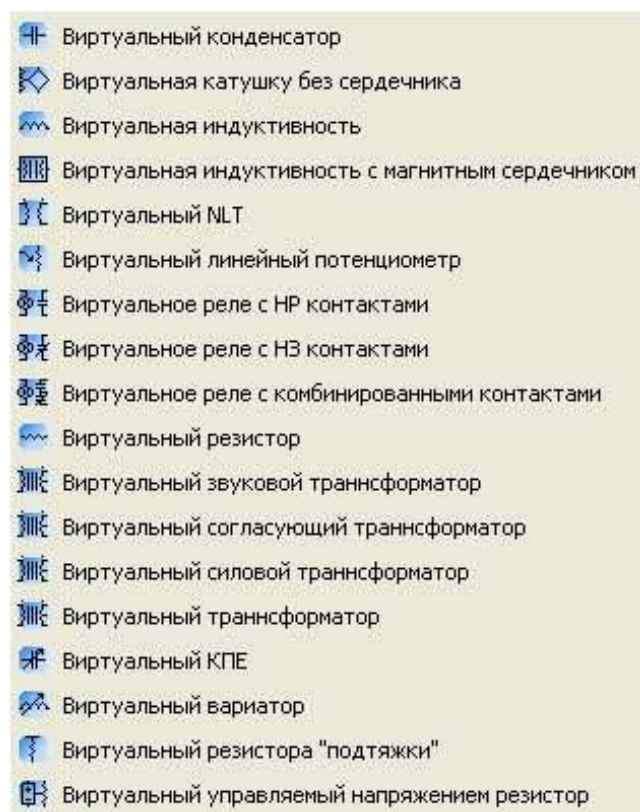 Виртуальный конденсатор
Виртуальная катушку без сердечника
Виртуальная индуктивность
Виртуальная индуктивность с магнитным сердечником
Виртуальный NLT
Виртуальный линейный потенциометр
Виртуальное реле с НР контактами
Виртуальное реле с НЗ контактами
Виртуальное реле с комбинированными контактами
Виртуальный резистор
Виртуальный звуковой траннсформатор
Виртуальный согласующий траннсформатор
Виртуальный силовой траннсформатор
Виртуальный траннсформатор
Виртуальный КПЕ
Виртуальный вариатор
Виртуальный резистора "подтяжки"
Виртуальный управляемый напряжением резистор